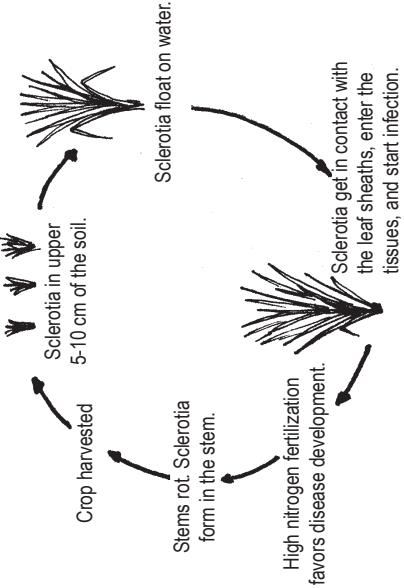 Sclerotia in upper
5-10 cm of the soil.
Sclerotia float on water.
Sclerotia get in contact with
the leaf sheaths, enter the
tissues, and start infection.
High nitrogen fertilization
favors disease development.
Stems rot. Sclerotia
form in the stem.
Crop harvested